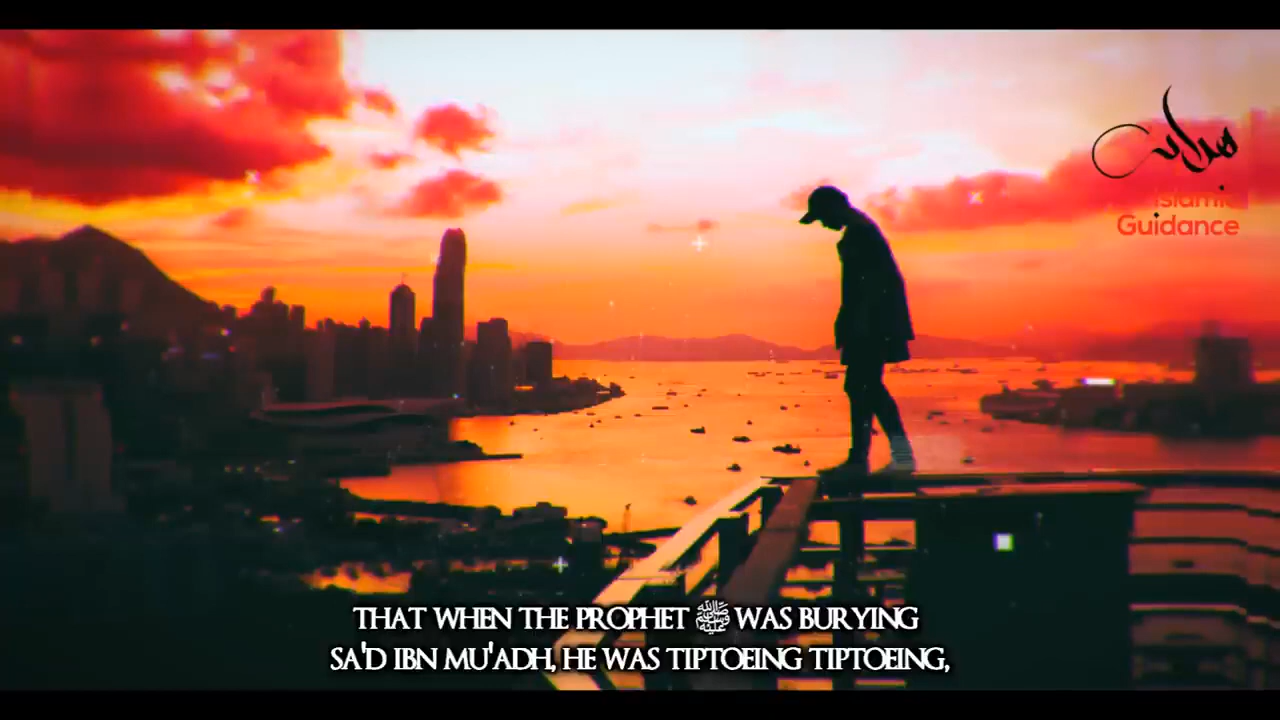 هداية
Islamic
Guidance
THAT WHEN THE PROPHET ﷺ WAS BURYING
SA'D IBN MU'ADH, HE WAS TIPTOEING TIPTOEING,